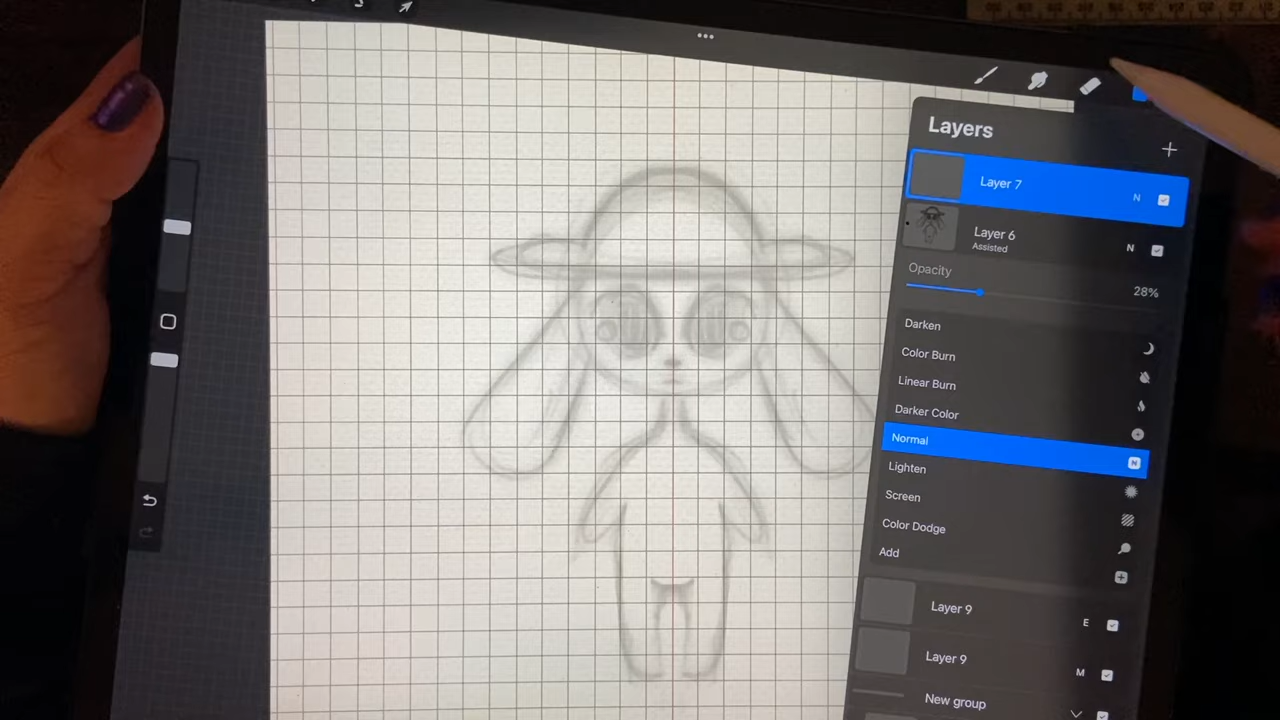 Layers
Layer 7
N
Layer 6
N
Assisted
Opacity
28%
Darken
Color Burn
Linear Burn
Darker Color
Normal
N
Lighten
Screen
Color Dodge
Add
Layer 9
E
Layer 9
M
New group